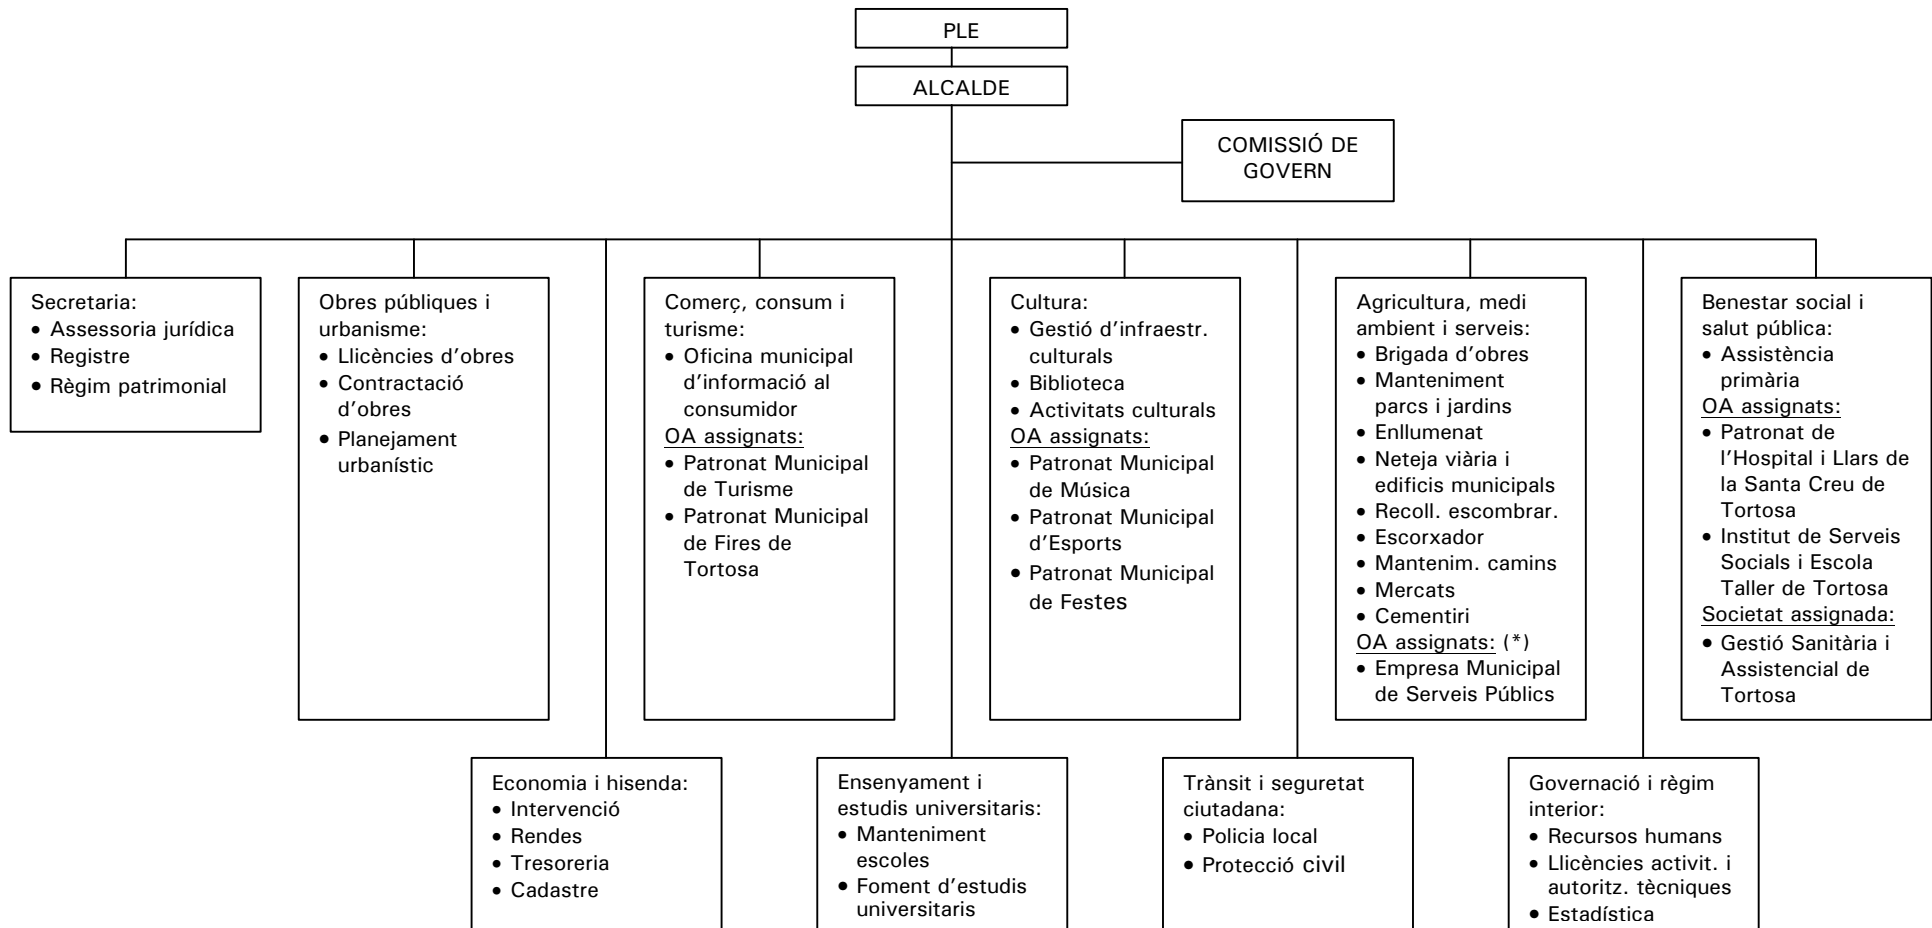 PLE
ALCALDE
COMISSIÓ DE
GOVERN
Secretaria:
• Assessoria jurídica
• Registre
• Règim patrimonial
Obres públiques i
urbanisme:
• Llicències d'obres
• Contractació
d'obres
• Planejament
urbanístic
Comerç, consum i
turisme:
• Oficina municipal
d'informació al
consumidor
OA assignats:
• Patronat Municipal
de Turisme
• Patronat Municipal
de Fires de
Tortosa
Cultura:
• Gestió d'infraestr.
culturals
• Biblioteca
• Activitats culturals
OA assignats:
• Patronat Municipal
de Música
• Patronat Municipal
d'Esports
• Patronat Municipal
de Festes
Agricultura, medi
ambient i serveis:
• Brigada d'obres
• Manteniment
parcs i jardins
• Enllumenat
• Neteja viària i
edificis municipals
• Recoll. escombrar.
• Escorxador
• Mantenim. camins
• Mercats
• Cementiri
OA assignats: (*)
• Empresa Municipal
de Serveis Públics
Benestar social i
salut pública:
• Assistència
primària
OA assignats:
• Patronat de
l'Hospital i Llars de
la Santa Creu de
Tortosa
• Institut de Serveis
Socials i Escola
Taller de Tortosa
Societat assignada:
• Gestió Sanitària i
Assistencial de
Tortosa
Economia i hisenda:
• Intervenció
• Rendes
• Tresoreria
• Cadastre
Ensenyament i
estudis universitaris:
• Manteniment
escoles
• Foment d'estudis
universitaris
Trànsit i seguretat
ciutadana:
• Policia local
• Protecció civil
Governació i règim
interior:
• Recursos humans
• Llicències activit. i
autoritz. tècniques
• Estadística